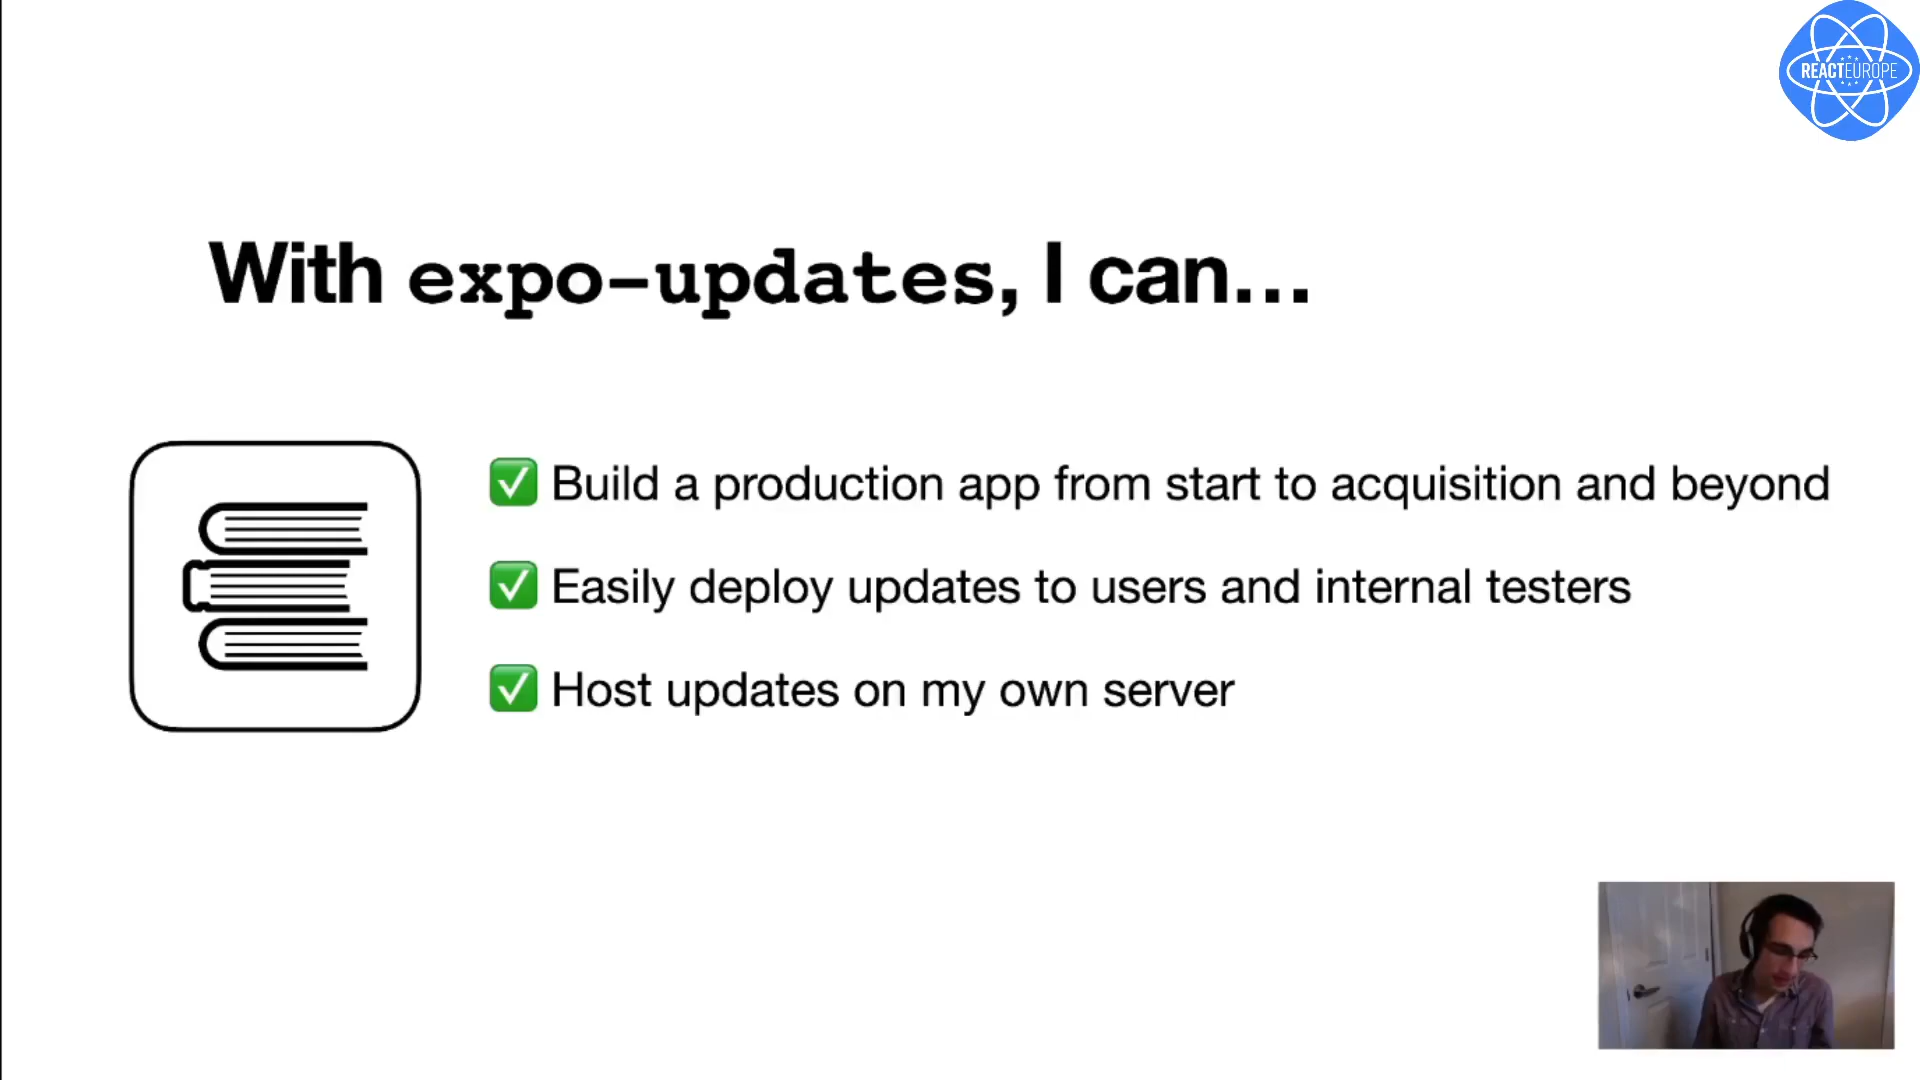 REACTEUROPE
With expo-updates, I can…
✅ Build a production app from start to acquisition and beyond
✅ Easily deploy updates to users and internal testers
✅ Host updates on my own server